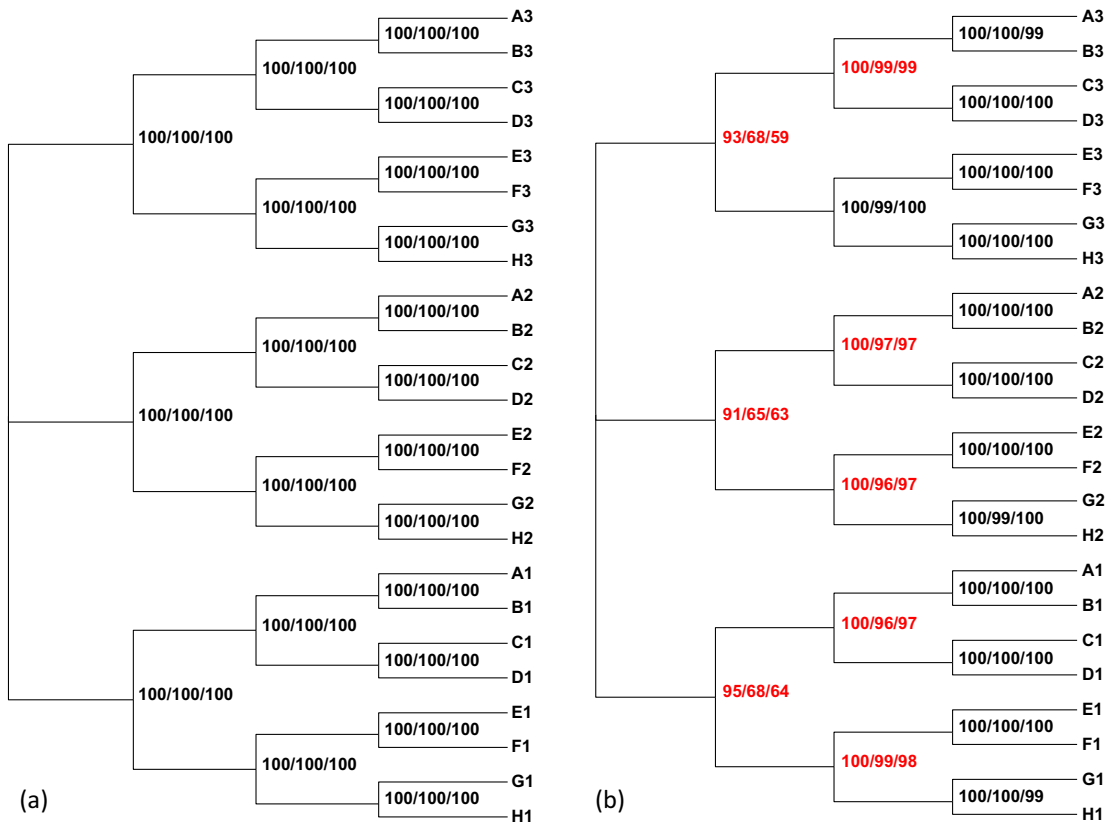 A3
100/100/100
B3
100/100/100
C3
100/100/100
D3
100/100/100
E3
100/100/100
F3
100/100/100
G3
100/100/100
H3
A2
100/100/100
B2
100/100/100
C2
100/100/100
D2
100/100/100
E2
100/100/100
F2
100/100/100
G2
100/100/100
H2
A1
100/100/100
B1
100/100/100
C1
100/100/100
D1
100/100/100
E1
100/100/100
F1
100/100/100
G1
100/100/100
H1
(a)
A3
100/100/99
B3
100/99/99
C3
100/100/100
D3
93/68/59
E3
100/100/100
F3
100/99/100
G3
100/100/100
H3
A2
100/100/100
B2
100/97/97
C2
100/100/100
D2
91/65/63
E2
100/100/100
F2
100/96/97
G2
100/99/100
H2
A1
100/100/100
B1
100/96/97
C1
100/100/100
D1
95/68/64
E1
100/100/100
F1
100/99/98
G1
100/100/99
H1
(b)